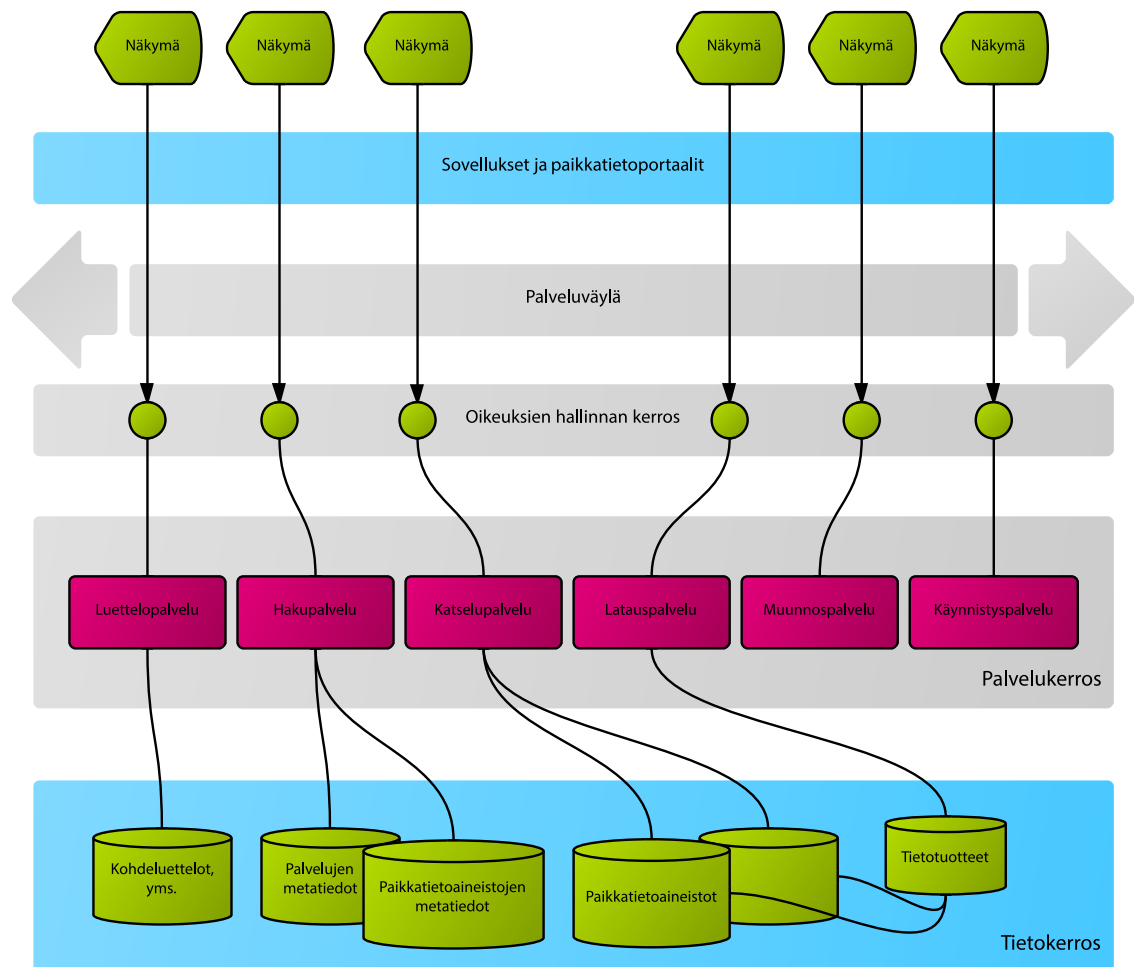 Näkymä
Näkymä
Näkymä
Näkymä
Näkymä
Näkymä
Sovellukset ja paikkatietoportaalit
Palveluväylä
Oikeuksien hallinnan kerros
Luettelopalvelu
Hakupalvelu
Katselupalvelu
Latauspalvelu
Muunnospalvelu
Käynnistyspalvelu
Palvelukerros
Kohdeluettelot,
yms.
Palvelujen
metatiedot
Paikkatietoaineistojen
metatiedot
Paikkatietoaineistot
Tietotuotteet
Tietokerros